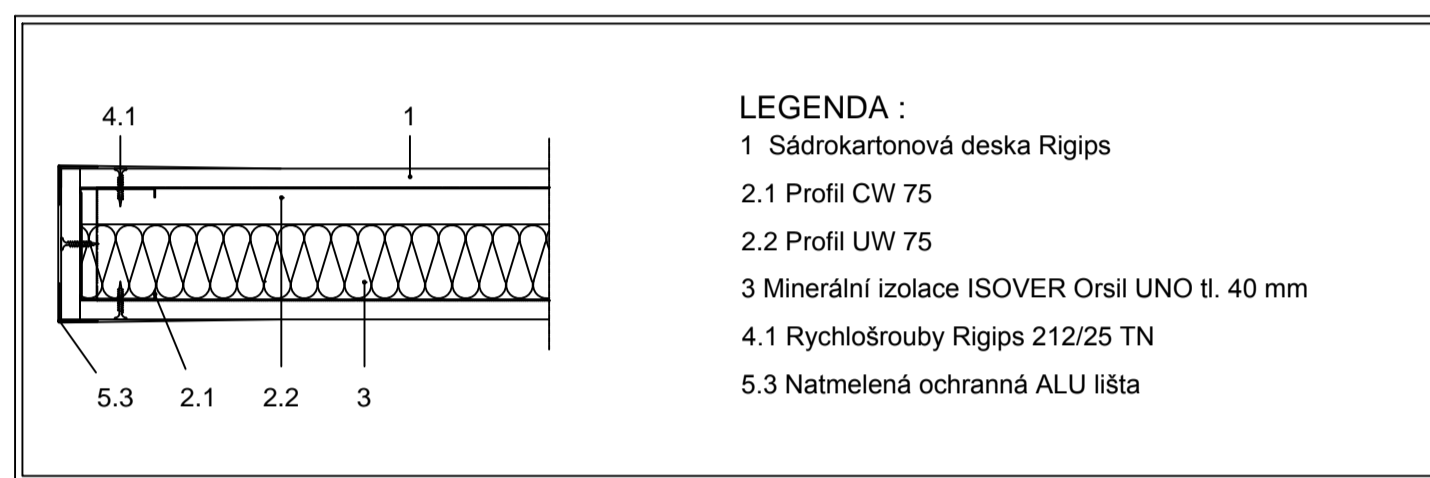 4.1 1
5.3 2.1 2.2 3
LEGENDA :
1 Sádrokartonová deska Rigips
2.1 Profil CW 75
2.2 Profil UW 75
3 Minerální izolace ISOVER Orsil UNO tl. 40 mm
4.1 Rychlošrouby Rigips 212/25 TN
5.3 Natmelená ochranná ALU lišta